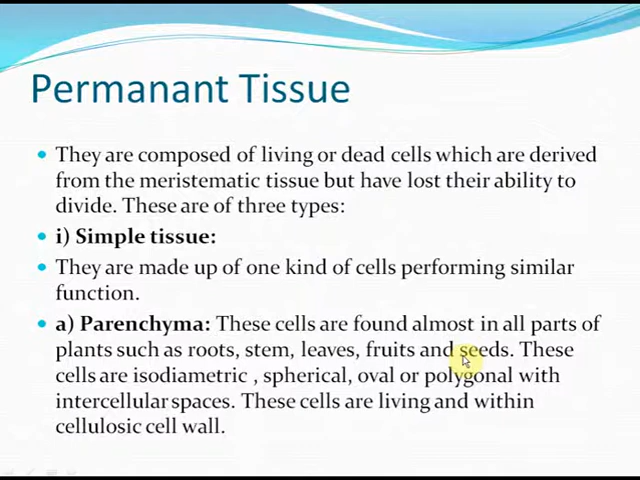 Permanant Tissue
They are composed of living or dead cells which are derived
from the meristematic tissue but have lost their ability to
divide. These are of three types:
i) Simple tissue:
They are made up of one kind of cells performing similar
function.
a) Parenchyma: These cells are found almost in all parts of
plants such as roots, stem, leaves, fruits and seeds. These
cells are isodiametric , spherical, oval or polygonal with
intercellular spaces. These cells are living and within
cellulosic cell wall.